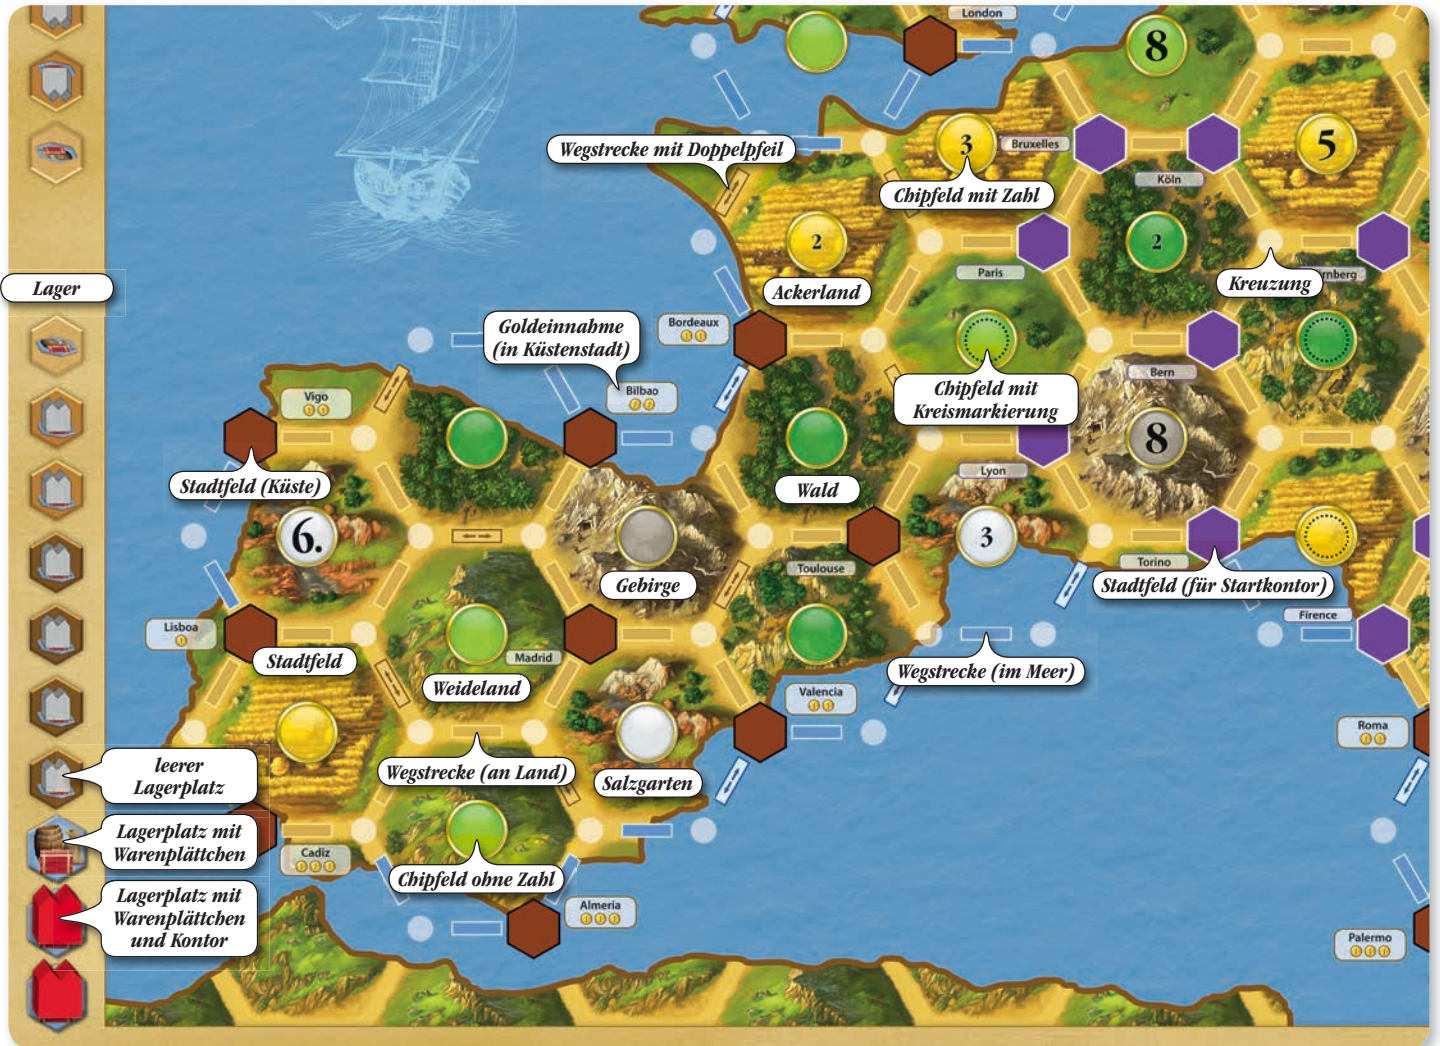 London
8
Wegstrecke mit Doppelpfeil
3
Bruxelles
5
Köln
Chipfeld mit Zahl
2
2
Paris
Kreuzung
rnberg
Lager
Ackerland
Goldeinnahme
(in Küstenstadt)
Bordeaux
Bilbao
Chipfeld mit
Kreismarkierung
Bern
Vigo
8
Stadtfeld (Küste)
Lyon
Wald
6.
3
Gebirge
Toulouse
Torino
Stadtfeld (für Startkontor)
Firence
Lisboa
Stadtfeld
Madrid
Weideland
Wegstrecke (im Meer)
Valencia
Roma
leerer
Lagerplatz
Wegstrecke (an Land)
Salzgarten
Lagerplatz mit
Warenplättchen
Cadiz
Chipfeld ohne Zahl
Lagerplatz mit
Warenplättchen
und Kontor
Almeria
Palermo